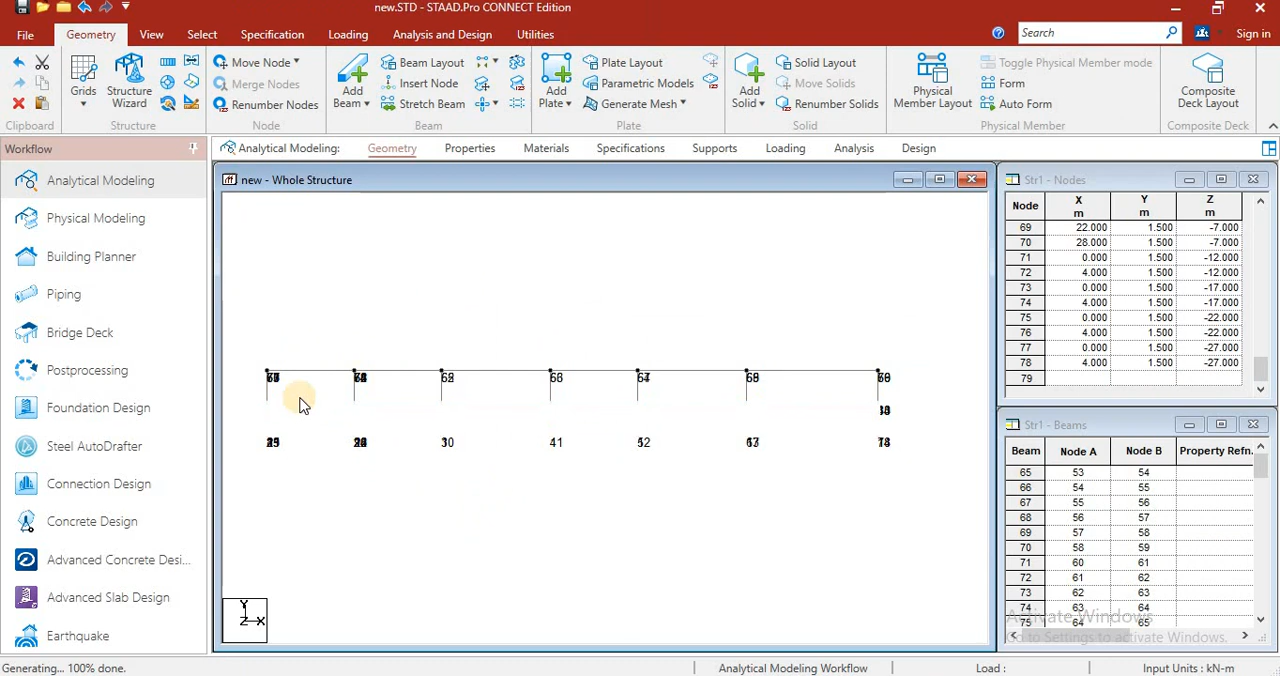 new.STD - STAAD.Pro CONNECT Edition
File Geometry View Select Specification Loading Analysis and Design Utilities Search Sign in
Grids
Structure Wizard
Move Node
Merge Nodes
Renumber Nodes
Add Beam
Beam Layout
Insert Node
Stretch Beam
Add Plate
Plate Layout
Parametric Models
Generate Mesh
Add Solid
Solid Layout
Move Solids
Renumber Solids
Physical Member Layout
Toggle Physical Member mode
Form
Auto Form
Composite Deck Layout
Clipboard Structure Node Beam Plate Solid Physical Member Composite Deck
Workflow
Analytical Modeling: Geometry Properties Materials Specifications Supports Loading Analysis Design
Analytical Modeling
Physical Modeling
Building Planner
Piping
Bridge Deck
Postprocessing
Foundation Design
Steel AutoDrafter
Connection Design
Concrete Design
Advanced Concrete Desi...
Advanced Slab Design
Earthquake
new - Whole Structure
30 41
Y
Z X
Str1 - Nodes
Node X m Y m Z m
69 22.000 1.500 -7.000
70 28.000 1.500 -7.000
71 0.000 1.500 -12.000
72 4.000 1.500 -12.000
73 0.000 1.500 -17.000
74 4.000 1.500 -17.000
75 0.000 1.500 -22.000
76 4.000 1.500 -22.000
77 0.000 1.500 -27.000
78 4.000 1.500 -27.000
79
Str1 - Beams
Beam Node A Node B Property Refn.
65 53 54
66 54 55
67 55 56
68 56 57
69 57 58
70 58 59
71 60 61
72 61 62
73 62 63
74 63 64
75 64 65
Activate Windows
Go to Settings to activate Windows.
Generating... 100% done. Analytical Modeling Workflow Load : Input Units : kN-m